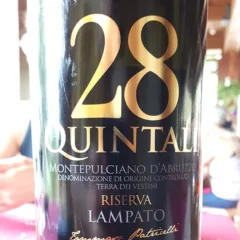 28
QUINTALI
MONTEPULCIANO D'ABRUZZO
DENOMINAZIONE DI ORIGINE CONTROLLATA
TERRA DEI VESTINI
RISERVA
LAMPATO